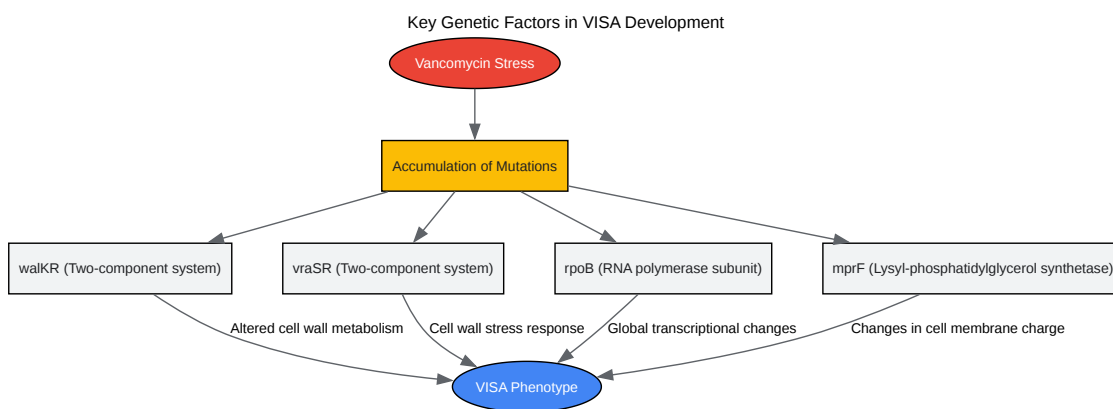 Key Genetic Factors in VISA Development
Vancomycin Stress
Accumulation of Mutations
walKR (Two-component system)
vraSR (Two-component system)
rpoB (RNA polymerase subunit)
mprF (Lysyl-phosphatidylglycerol synthetase)
Altered cell wall metabolism
Cell wall stress response
Global transcriptional changes
Changes in cell membrane charge
VISA Phenotype